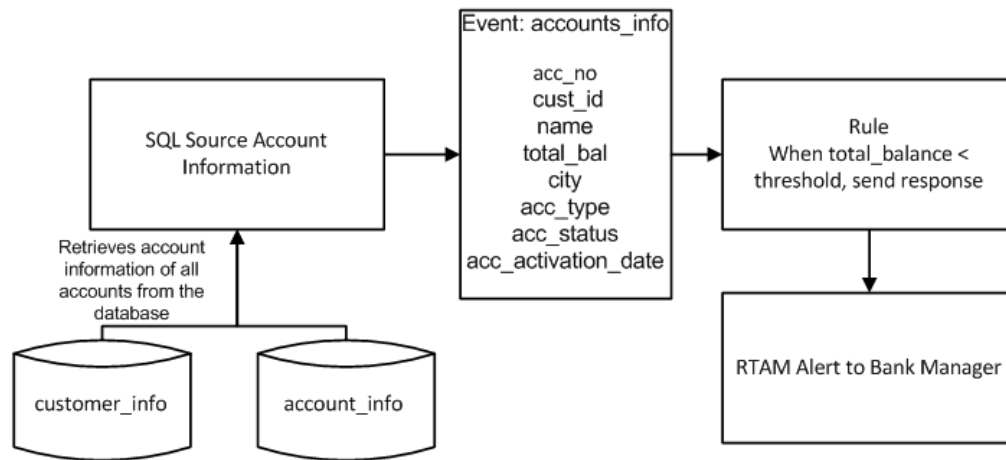 Event: accounts_info
acc_no
cust_id
name
total_bal
city
acc_type
acc_status
acc_activation_date
SQL Source Account
Information
Rule
When total_balance <
threshold, send response
Retrieves account
information of all
accounts from the
database
customer_info
account_info
RTAM Alert to Bank Manager